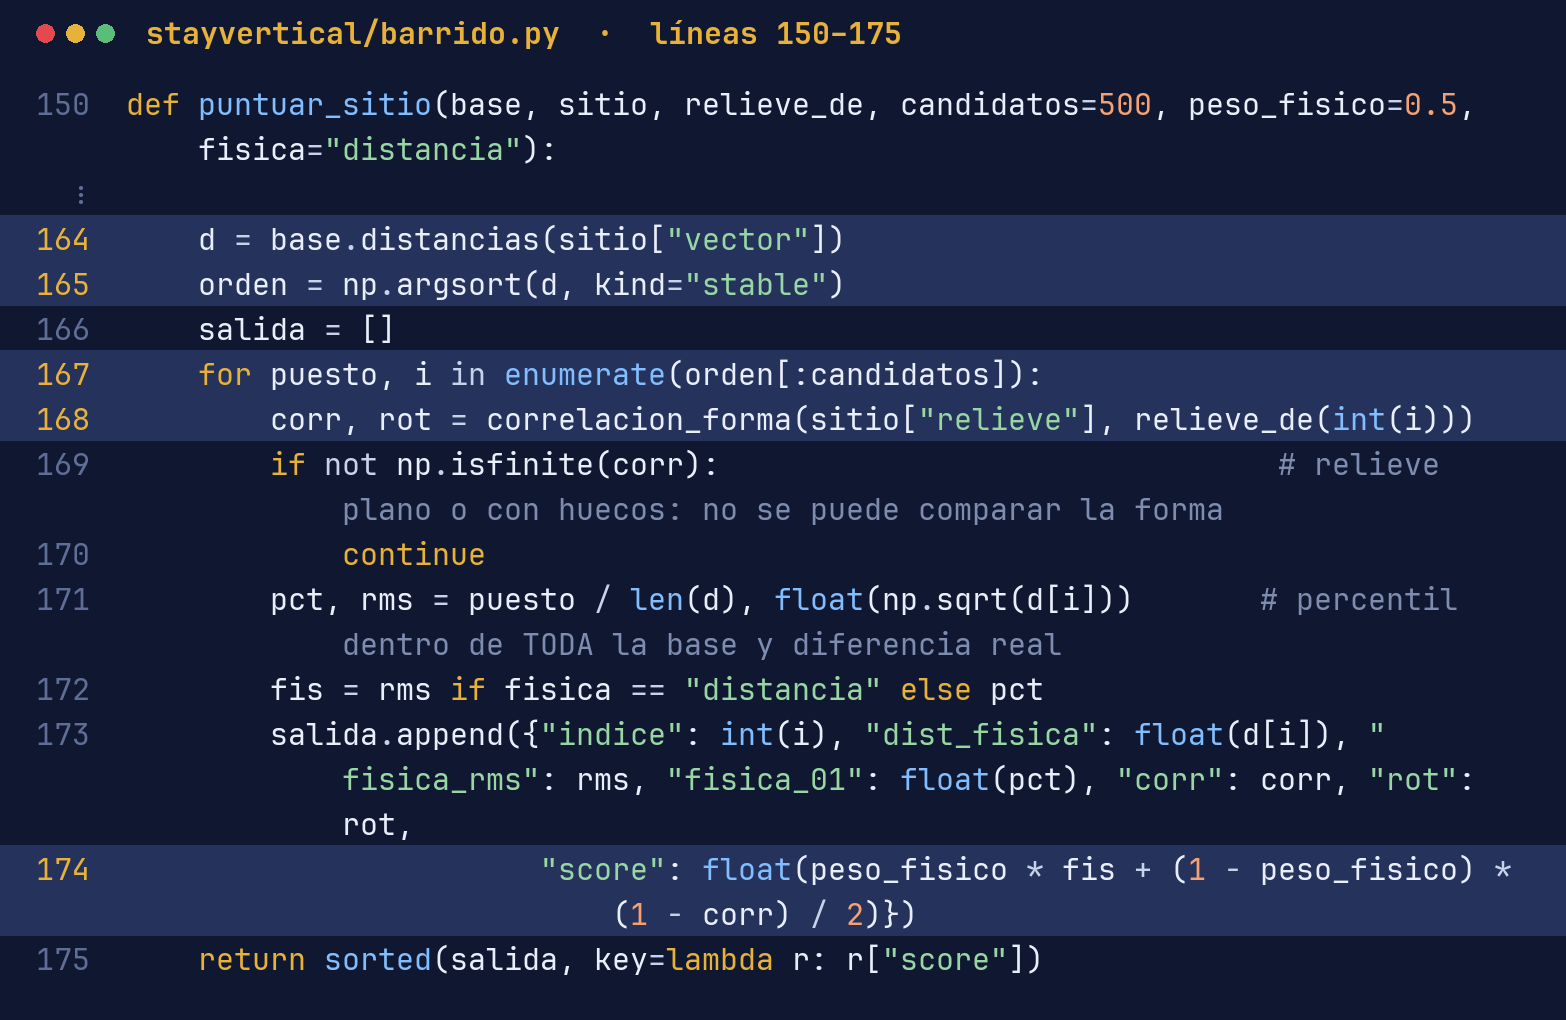 stayvertical/barrido.py · líneas 150–175
150 def puntuar_sitio(base, sitio, relieve_de, candidatos=500, peso_fisico=0.5,
fisica="distancia"):
⋮
164 d = base.distancias(sitio["vector"])
165 orden = np.argsort(d, kind="stable")
166 salida = []
167 for puesto, i in enumerate(orden[:candidatos]):
168 corr, rot = correlacion_forma(sitio["relieve"], relieve_de(int(i)))
169 if not np.isfinite(corr): # relieve
plano o con huecos: no se puede comparar la forma
170 continue
171 pct, rms = puesto / len(d), float(np.sqrt(d[i])) # percentil
dentro de TODA la base y diferencia real
172 fis = rms if fisica == "distancia" else pct
173 salida.append({"indice": int(i), "dist_fisica": float(d[i]), "
fisica_rms": rms, "fisica_01": float(pct), "corr": corr, "rot":
rot,
174 "score": float(peso_fisico * fis + (1 - peso_fisico) *
(1 - corr) / 2)})
175 return sorted(salida, key=lambda r: r["score"])